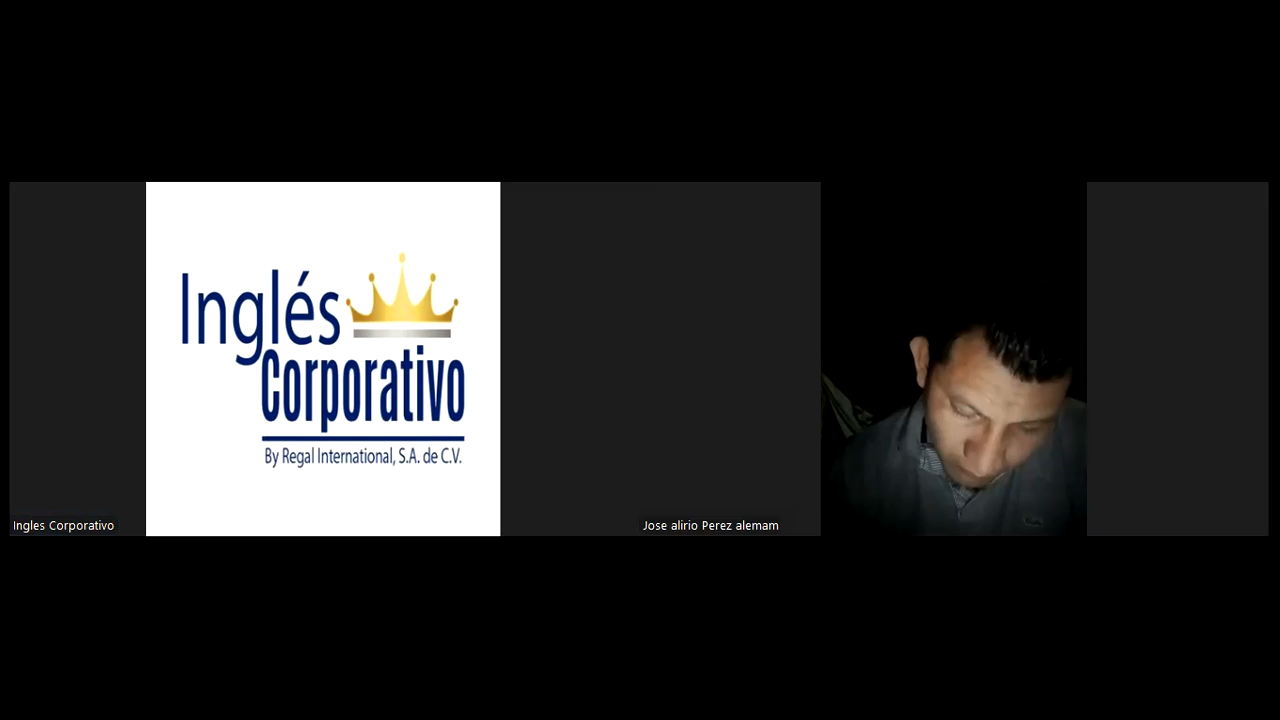 Inglés
Corporativo
By Regal International, S.A. de C.V.
Ingles Corporativo
Jose alirio Perez alemam